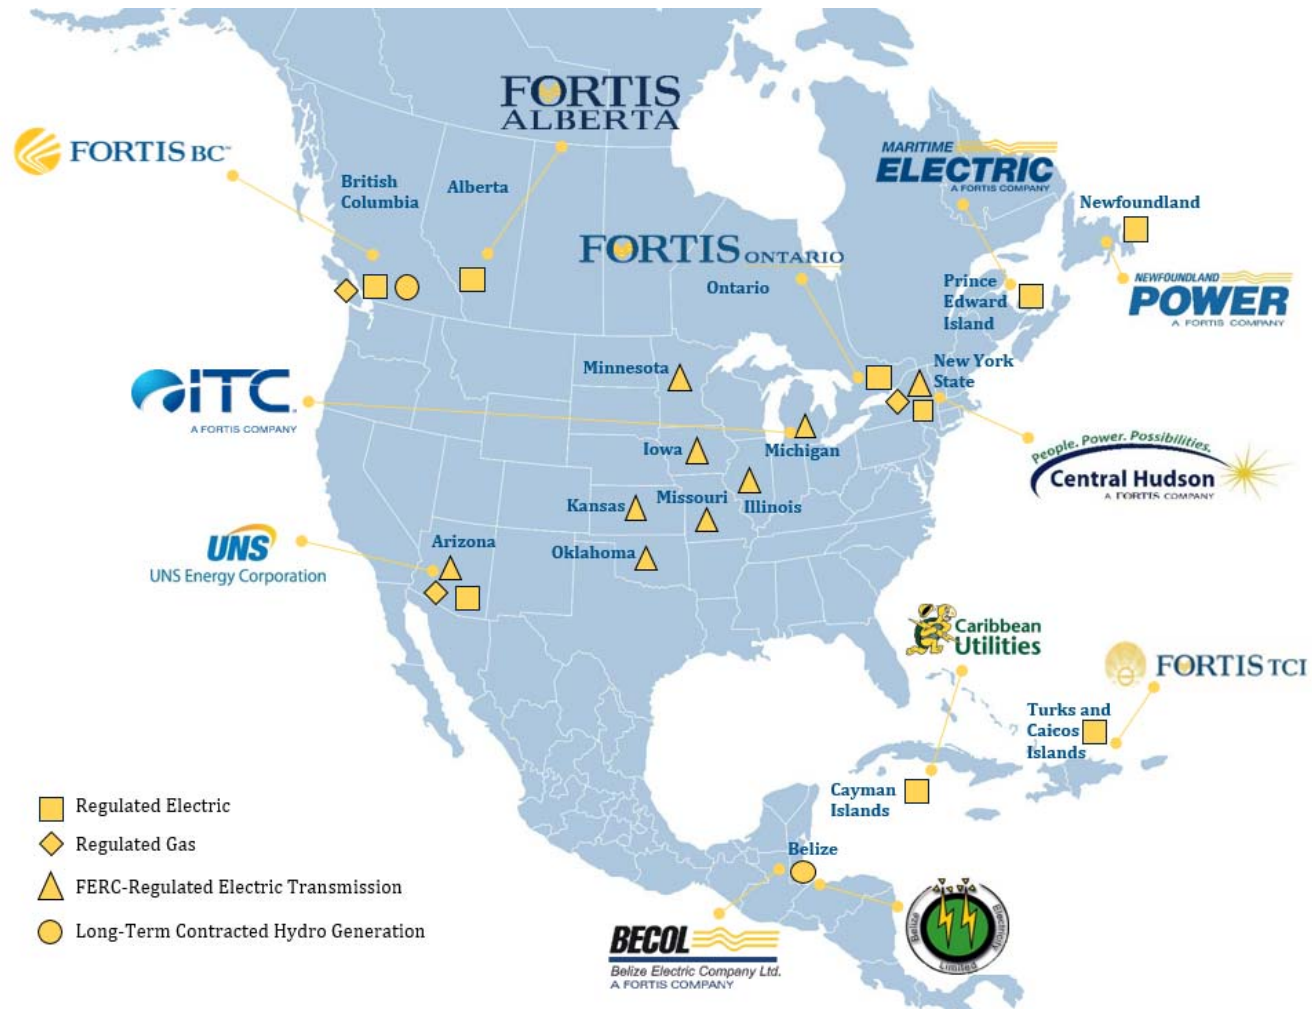 FORTIS
ALBERTA
FORTIS BC™
British
Columbia
Alberta
MARITIME
ELECTRIC
A FORTIS COMPANY
Newfoundland
FORTIS ONTARIO
Ontario
Prince
Edward
Island
NEWFOUNDLAND
POWER
A FORTIS COMPANY
Minnesota
New York
State
ITC
A FORTIS COMPANY
Iowa
Michigan
People. Power. Possibilities.
Central Hudson
A FORTIS COMPANY
Kansas
Missouri
Illinois
UNS
UNS Energy Corporation
Arizona
Oklahoma
Caribbean
Utilities
FORTIS TCI
Turks and
Caicos
Islands
Cayman
Islands
Regulated Electric
Regulated Gas
FERC-Regulated Electric Transmission
Long-Term Contracted Hydro Generation
Belize
BECOL
Belize Electric Company Ltd.
A FORTIS COMPANY
Belize Electricity Limited